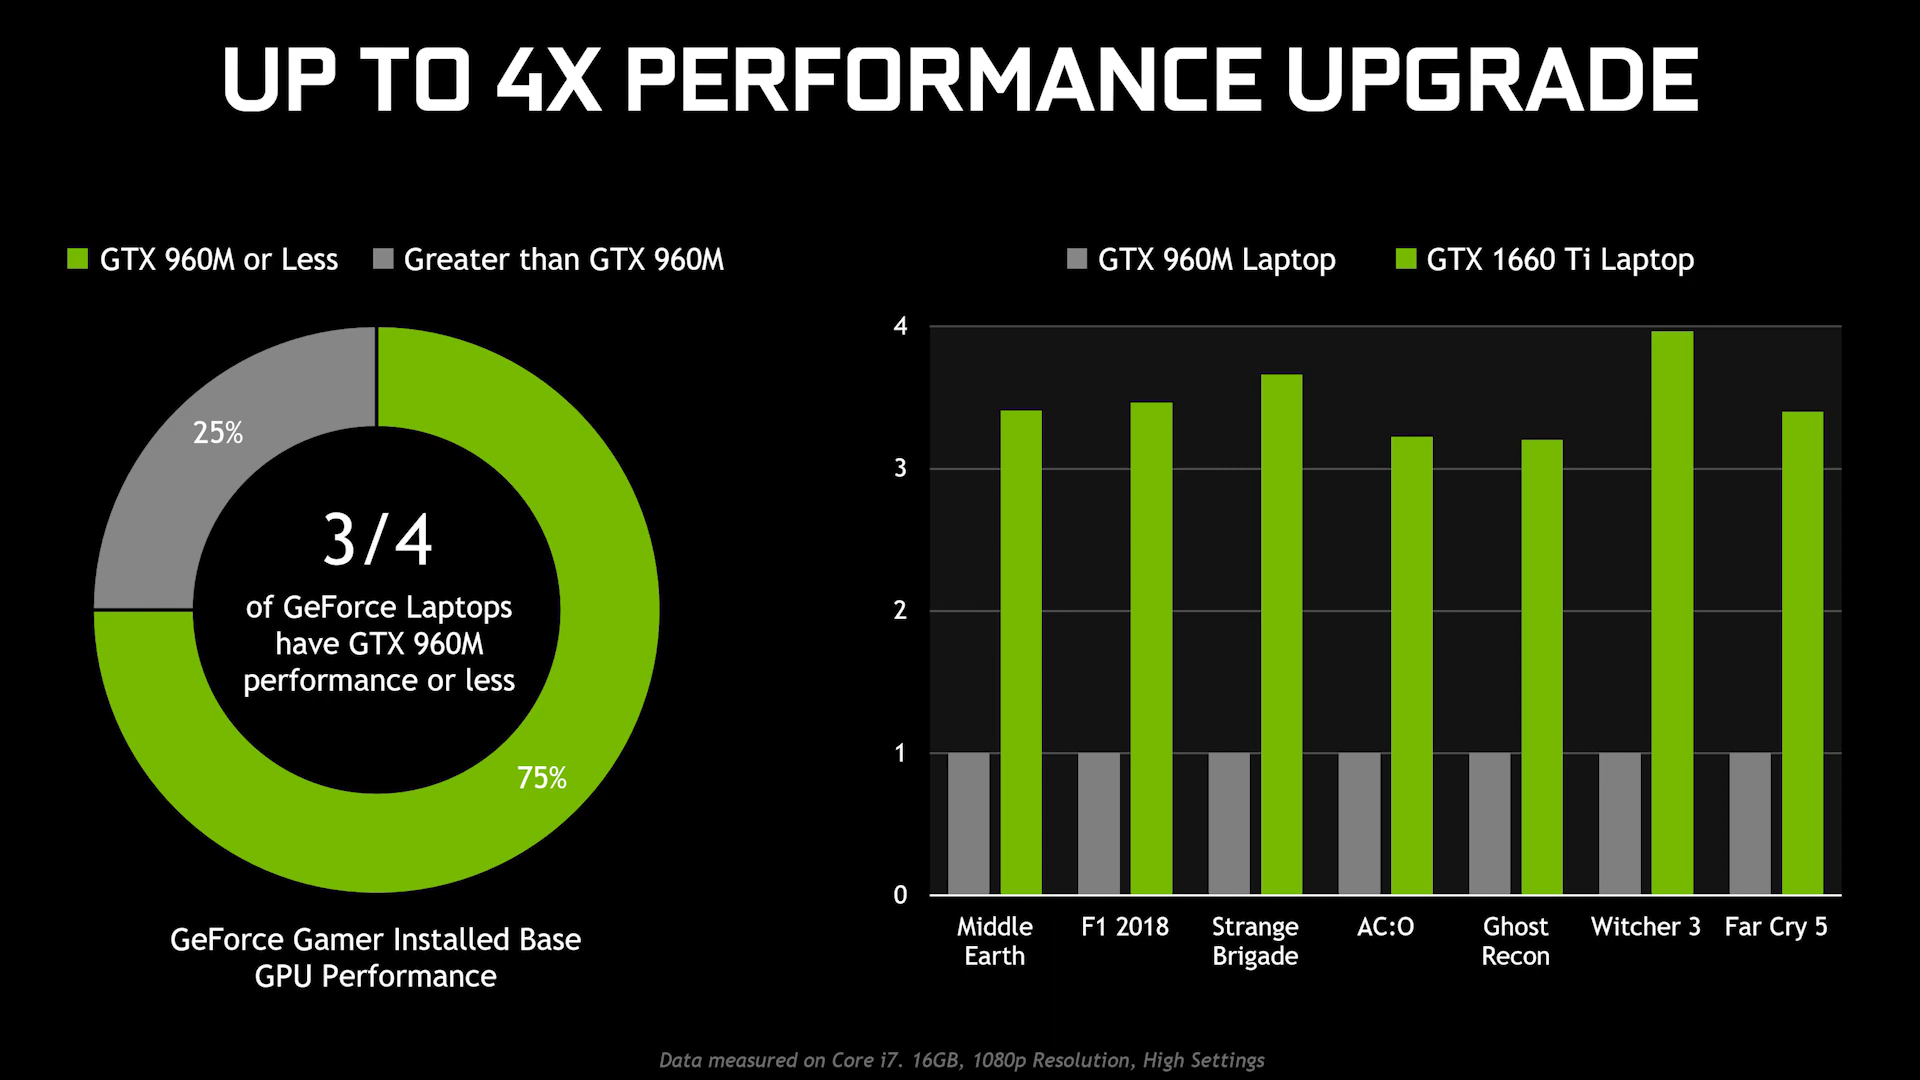 UP TO 4X PERFORMANCE UPGRADE
GTX 960M or Less
Greater than GTX 960M
25%
3/4
of GeForce Laptops
have GTX 960M
performance or less
75%
GeForce Gamer Installed Base
GPU Performance
GTX 960M Laptop
GTX 1660 Ti Laptop
4
3
2
1
0
Middle
Earth
F1 2018
Strange
Brigade
AC:O
Ghost
Recon
Witcher 3
Far Cry 5
Data measured on Core i7. 16GB, 1080p Resolution, High Settings